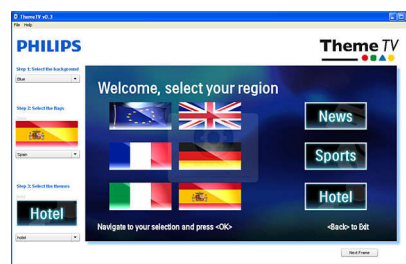 ThemeTV v0.3
File Help
PHILIPS
Theme TV
Step 1: Select the background
Blue
Step 2: Select the flags
Spain
Step 3: Select the themes
Hotel
hotel
Welcome, select your region
News
Sports
Hotel
Navigate to your selection and press <OK>
<Back> to Exit
Next Frame